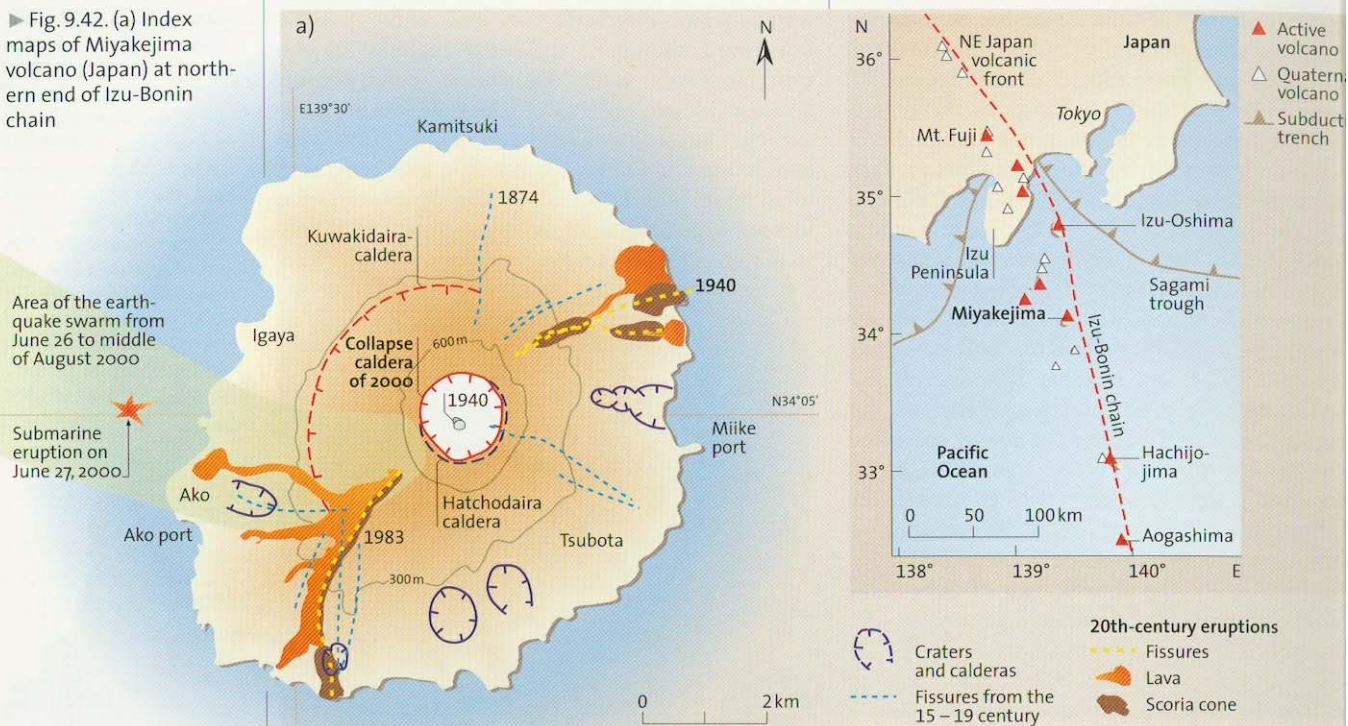 ▶ Fig. 9.42. (a) Index
maps of Miyakejima
volcano (Japan) at north-
ern end of Izu-Bonin
chain
a)
N
E139°30'
Kamitsuki
1874
Kuwakidaira-
caldera
1940
Area of the earth-
quake swarm from
June 26 to middle
of August 2000
Igaya
600m
Collapse
caldera
of 2000
1940
N34°05'
Submarine
eruption on
June 27, 2000
Miike
port
Ako
Hatchodaira
caldera
Ako port
1983
Tsubota
300m
0 2 km
N
NE Japan
volcanic
front
Japan
36°
Tokyo
Mt. Fuji
35°
Izu-Oshima
Izu
Peninsula
Sagami
trough
Miyakejima
34°
Izu-Bonin chain
Pacific
Ocean
33°
Hachijo-
jima
0 50 100 km
Aogashima
138° 139° 140° E
Active
volcano
Quaterna
volcano
Subducti
trench
Craters
and calderas
Fissures from the
15 – 19 century
20th-century eruptions
Fissures
Lava
Scoria cone